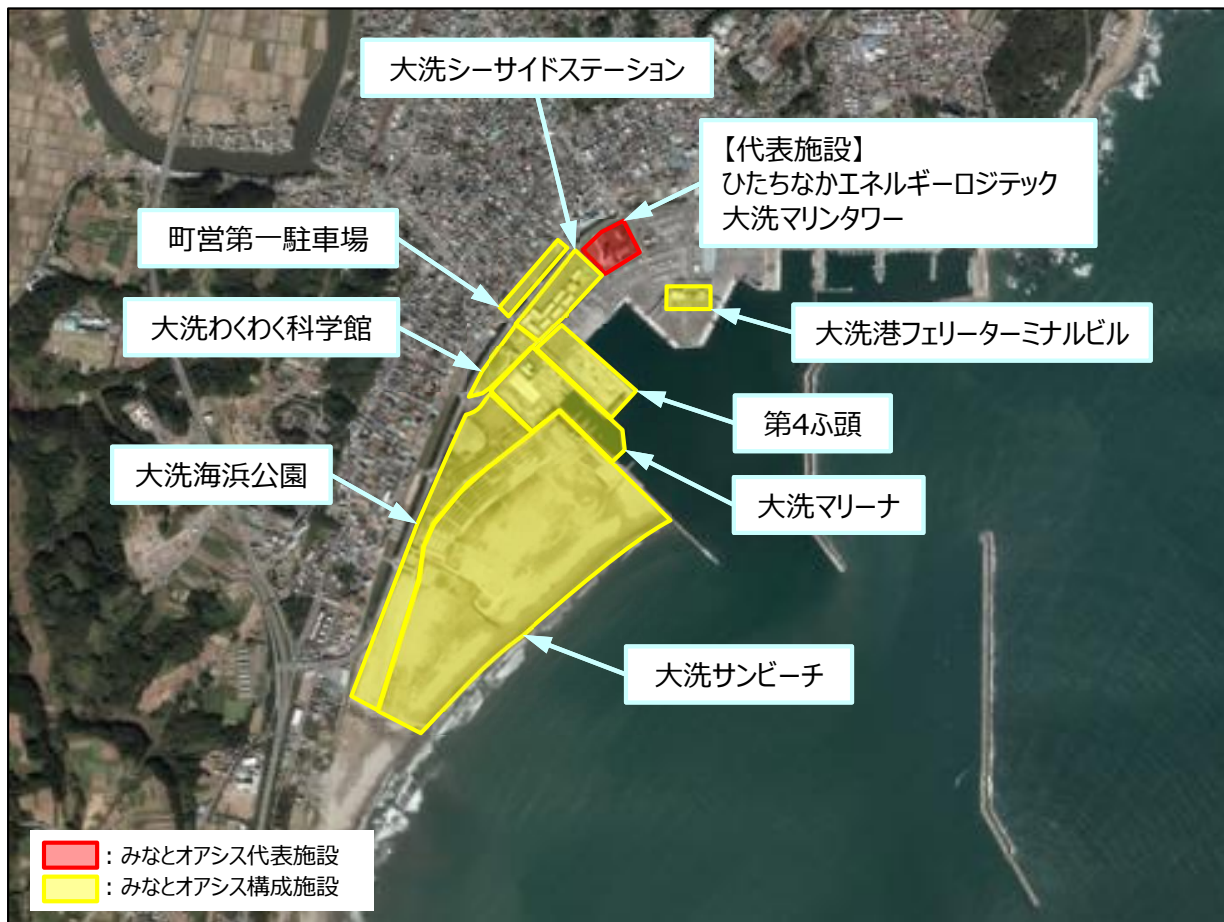 大洗シーサイドステーション
【代表施設】
ひたちなかエネルギーロジテック
大洗マリンタワー
町営第一駐車場
大洗わくわく科学館
大洗港フェリーターミナルビル
第4ふ頭
大洗海浜公園
大洗マリーナ
大洗サンビーチ
：みなとオアシス代表施設
：みなとオアシス構成施設